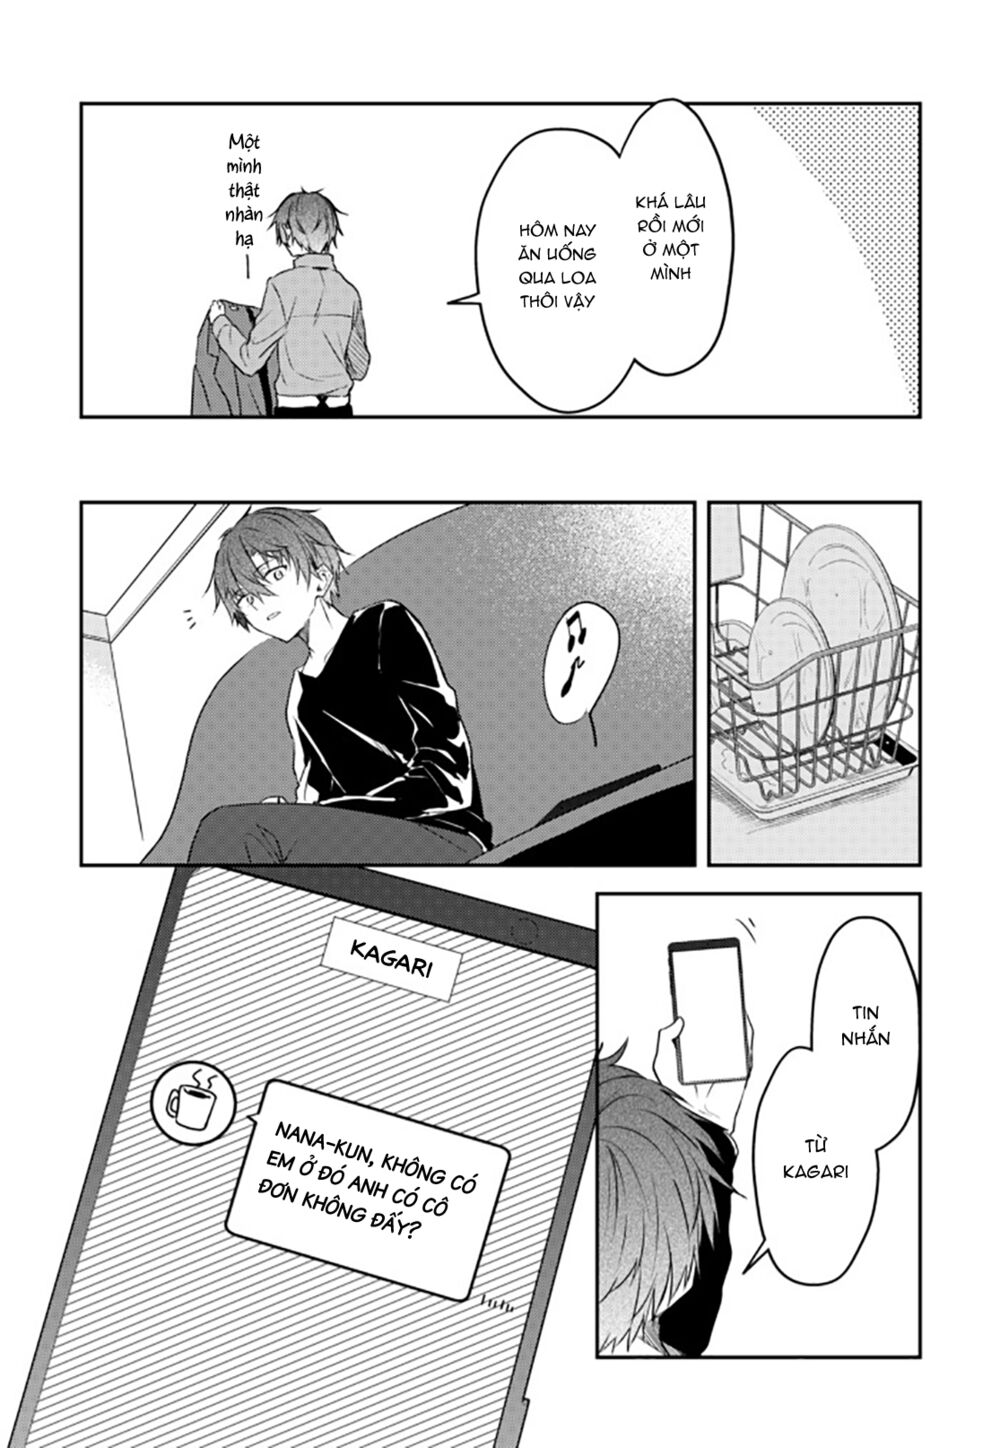 KHÁ LÂU
RỒI MỚI
Ở MỘT
MÌNH
HÔM NAY
ĂN UỐNG
QUA LOA
THÔI VẬY
Một
mình
thật
nhàn
hạ
TIN
NHẮN
TỪ
KAGARI
KAGARI
NANA-KUN, KHÔNG CÓ
EM Ở ĐÓ ANH CÓ CÔ
ĐƠN KHÔNG ĐẤY?